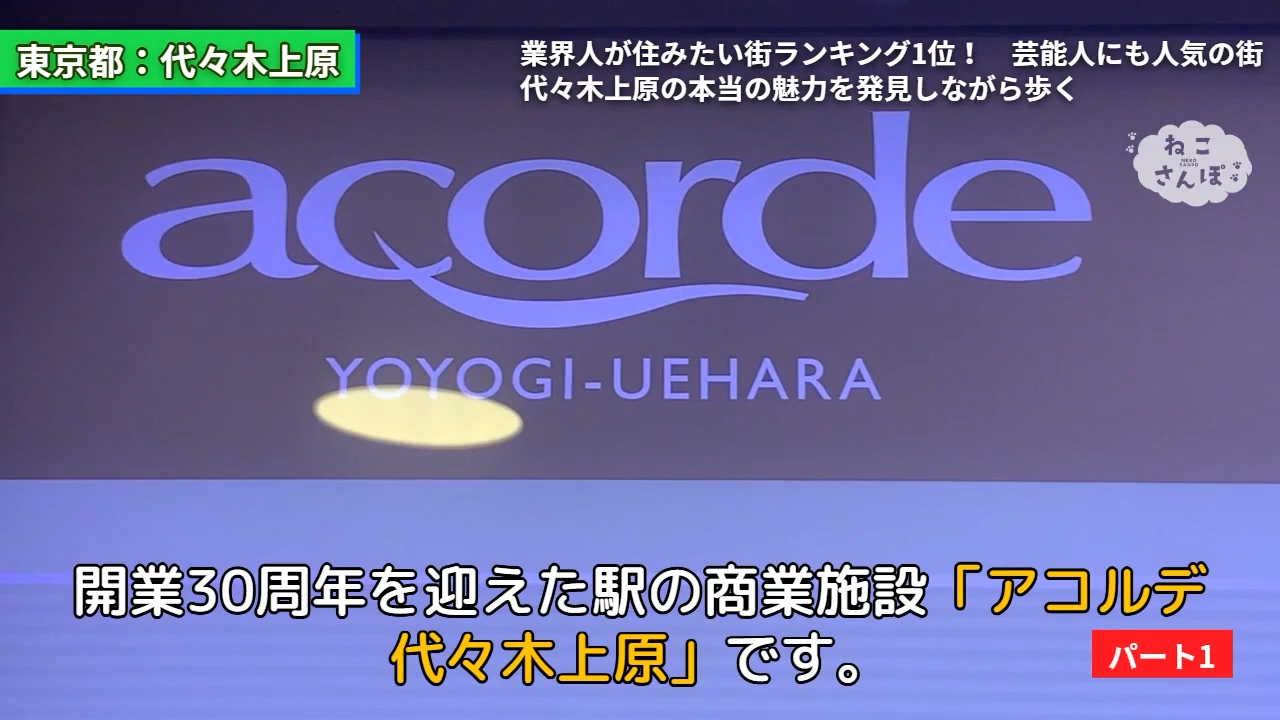 東京都：代々木上原
業界人が住みたい街ランキング1位！　芸能人にも人気の街
代々木上原の本当の魅力を発見しながら歩く
ねこ
NEKO
SANPO
さんぽ
acorde
YOYOGI-UEHARA
開業30周年を迎えた駅の商業施設「アコルデ
代々木上原」です。
パート1